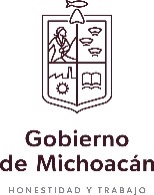 Gobierno
de Michoacán
HONESTIDAD Y TRABAJO